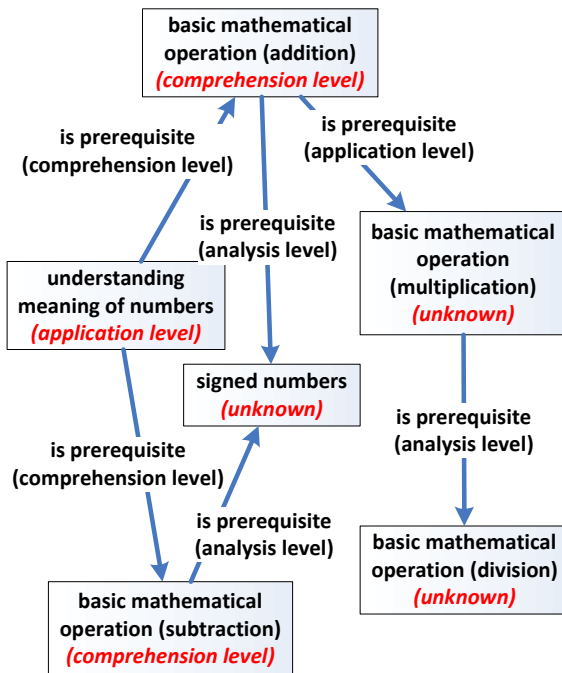 basic mathematical
operation (addition)
(comprehension level)
is prerequisite
(comprehension level)
is prerequisite
(application level)
is prerequisite
(analysis level)
understanding
meaning of numbers
(application level)
basic mathematical
operation
(multiplication)
(unknown)
signed numbers
(unknown)
is prerequisite
(comprehension level)
is prerequisite
(analysis level)
is prerequisite
(analysis level)
basic mathematical
operation (subtraction)
(comprehension level)
basic mathematical
operation (division)
(unknown)